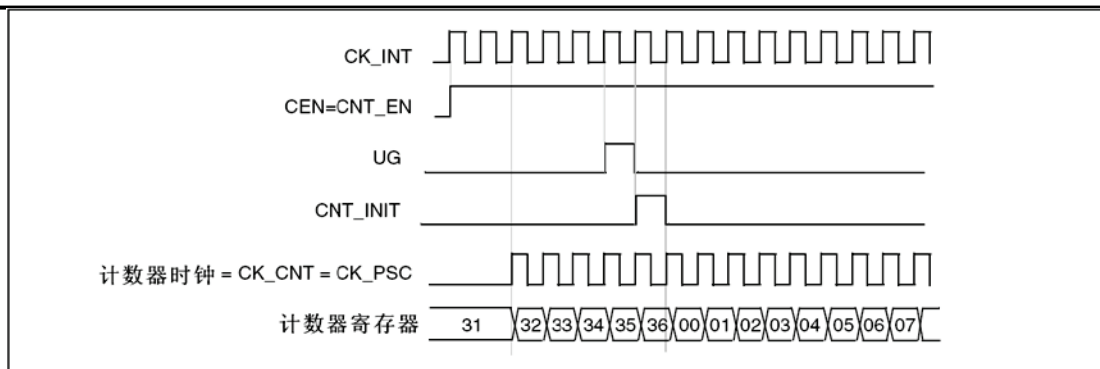 CK_INT
CEN=CNT_EN
UG
CNT_INIT
计数器时钟 = CK_CNT = CK_PSC
计数器寄存器 31 32 33 34 35 36 00 01 02 03 04 05 06 07